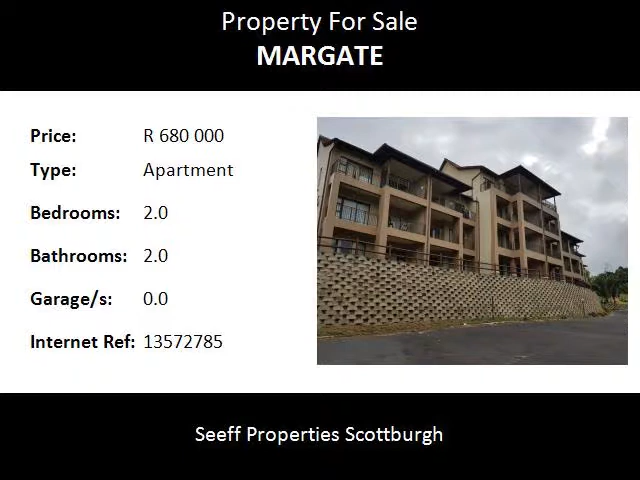 Property For Sale
MARGATE
Price: R 680 000
Type: Apartment
Bedrooms: 2.0
Bathrooms: 2.0
Garage/s: 0.0
Internet Ref: 13572785
Seeff Properties Scottburgh